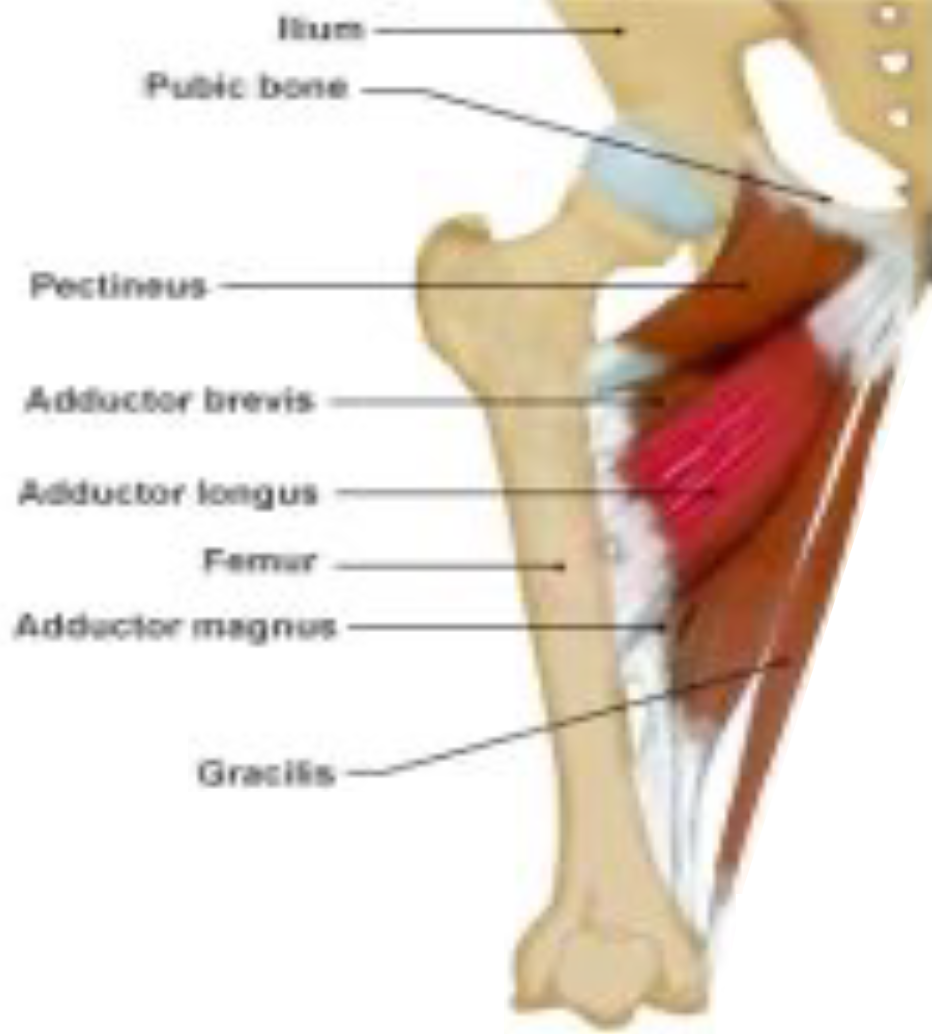 Ilium
Pubic bone
Pectineus
Adductor brevis
Adductor longus
Femur
Adductor magnus
Gracilis